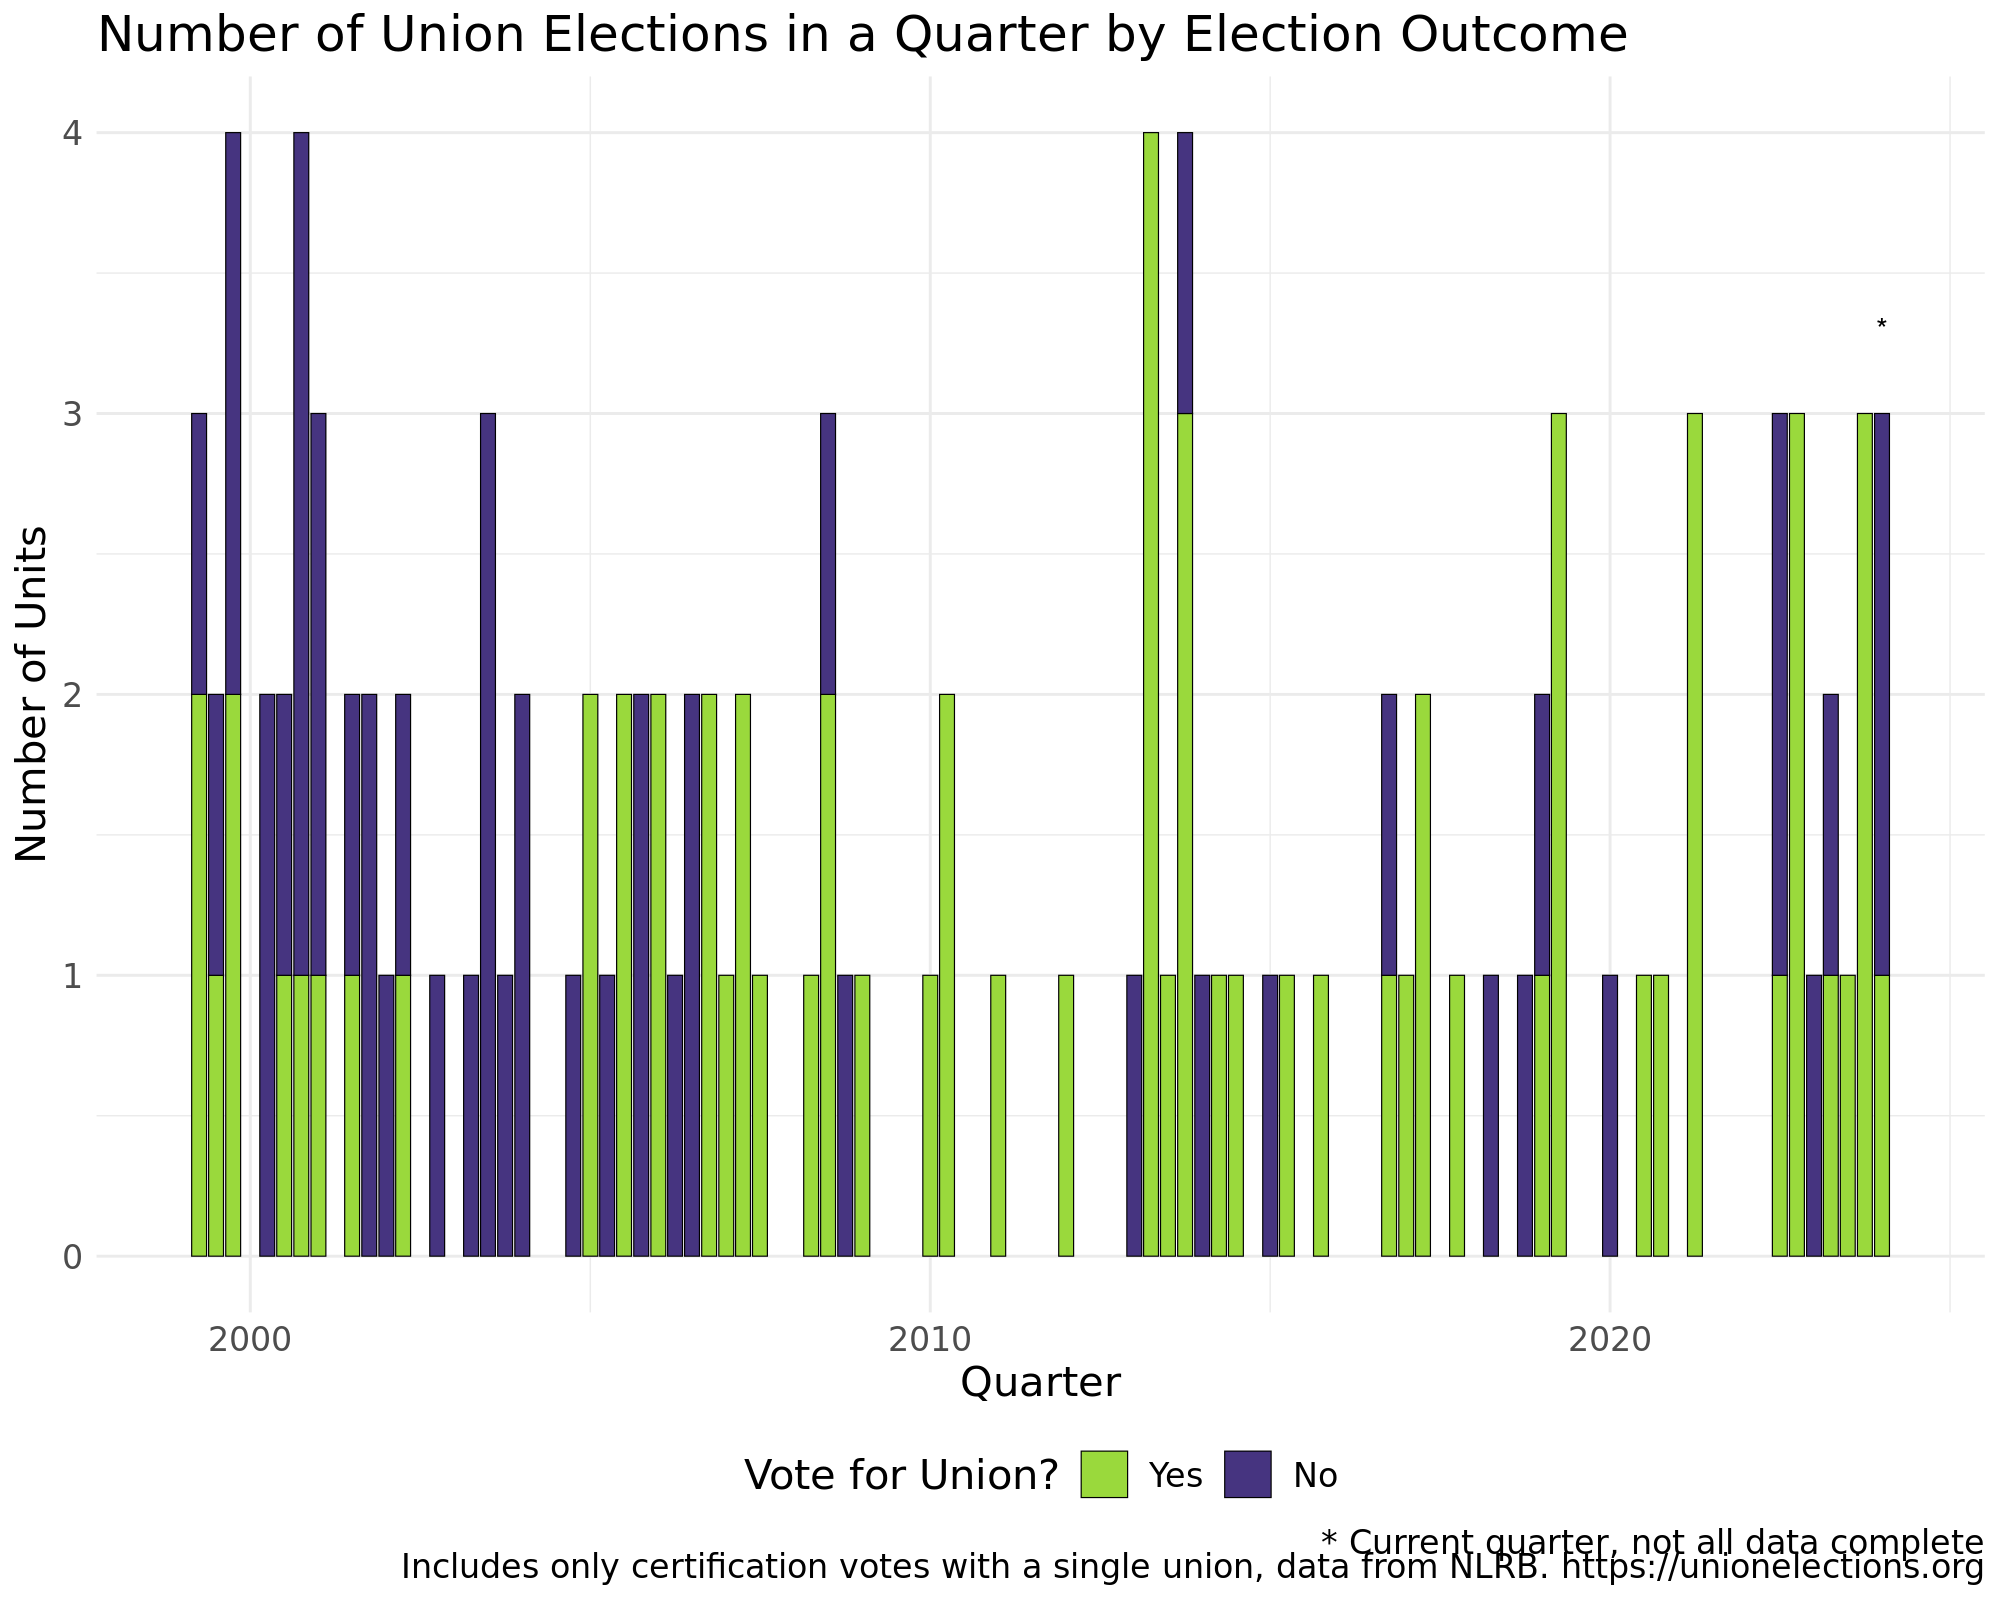 Number of Union Elections in a Quarter by Election Outcome
4
*
3
Number of Units
2
1
0
2000 2010 2020
Quarter
Vote for Union? Yes No
* Current quarter, not all data complete
Includes only certification votes with a single union, data from NLRB. https://unionelections.org